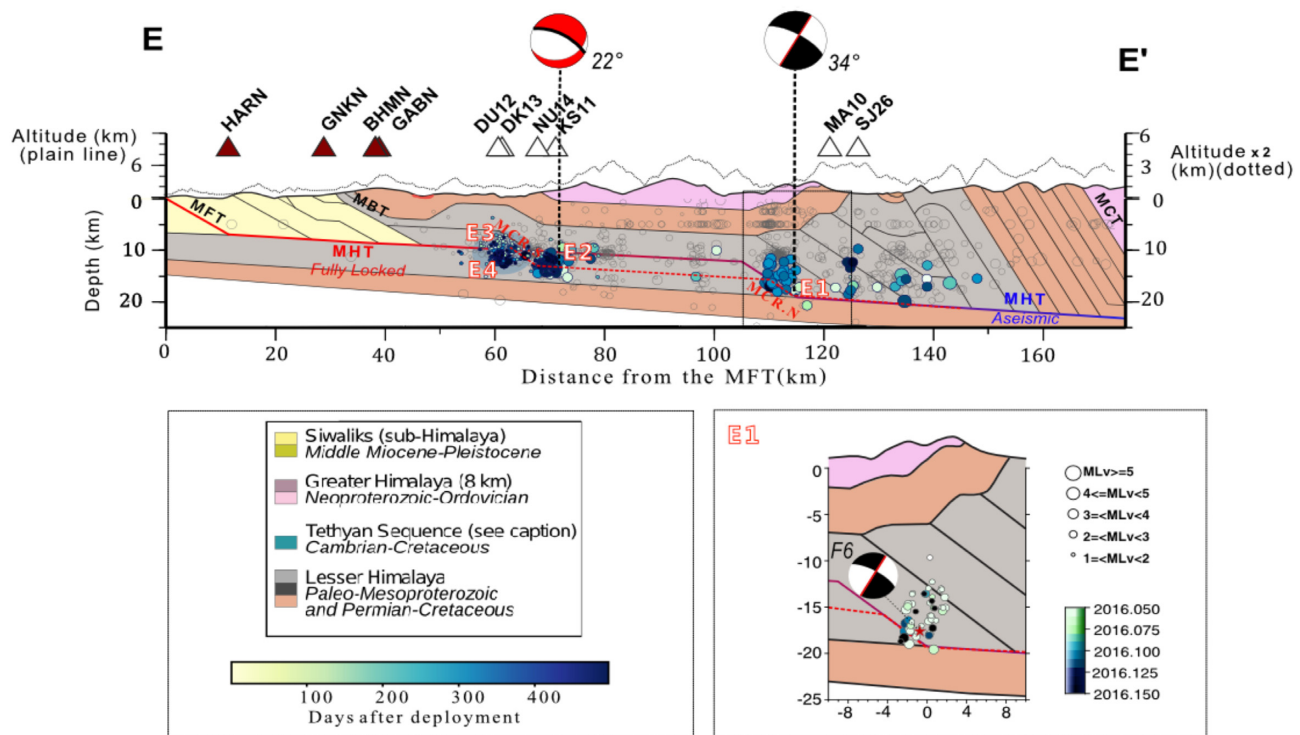 E
22°
34°
E'
HARN
GNKN
BHMN
GABN
DU12
DK13
NU14
KS11
MA10
SJ26
Altitude (km)
(plain line)
6
0
10
20
Depth (km)
6
3
0
10
20
Altitude x 2
(km)(dotted)
MFT
MBT
MCT
MHT
Fully Locked
E3
E4
MCR.S
E2
E1
MCR.N
MHT
Aseismic
0 20 40 60 80 100 120 140 160
Distance from the MFT(km)
Siwaliks (sub-Himalaya)
Middle Miocene-Pleistocene
Greater Himalaya (8 km)
Neoproterozoic-Ordovician
Tethyan Sequence (see caption)
Cambrian-Cretaceous
Lesser Himalaya
Paleo-Mesoproterozoic
and Permian-Cretaceous
100 200 300 400
Days after deployment
E1
0
-5
-10
-15
-20
-25
F6
-8 -4 0 4 8
MLv>=5
4<=MLv<5
3=<MLv<4
2=<MLv<3
1=<MLv<2
2016.050
2016.075
2016.100
2016.125
2016.150